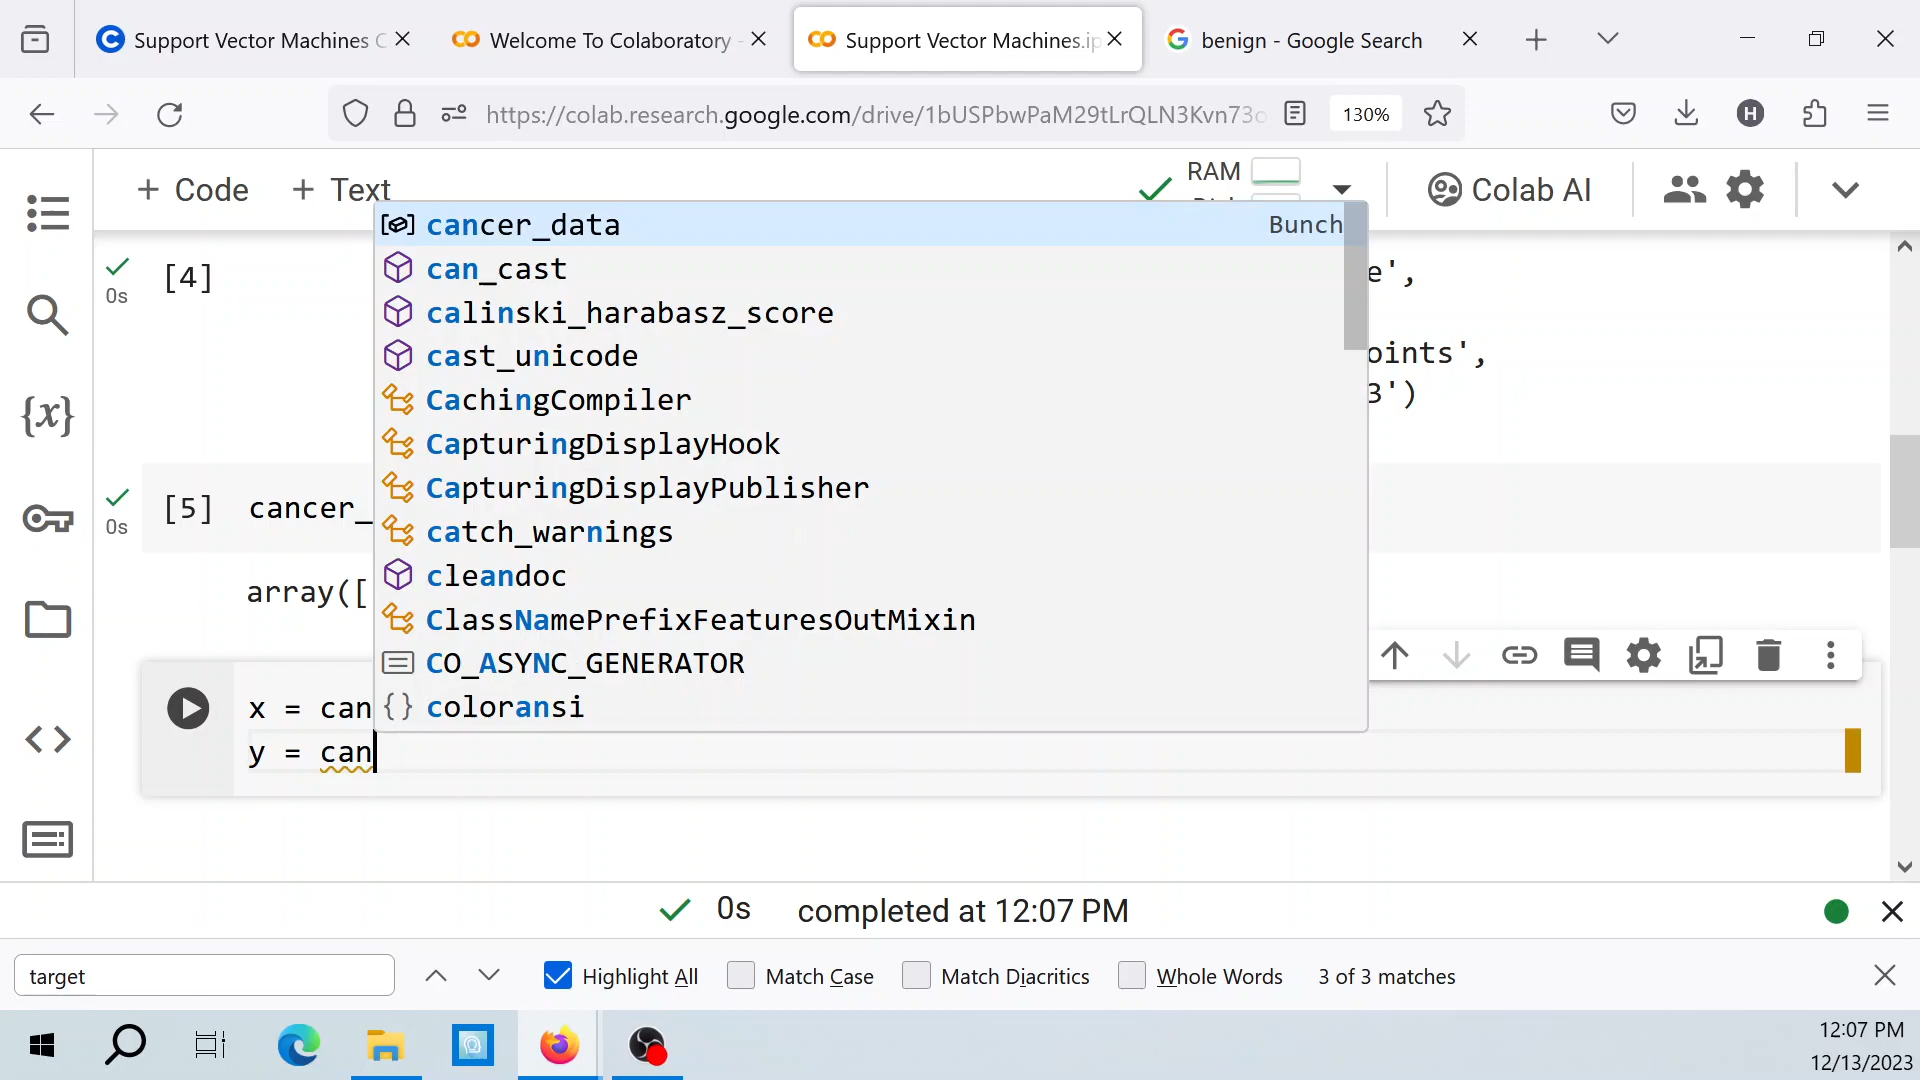 Support Vector Machines C
Welcome To Colaboratory -
Support Vector Machines.ip
benign - Google Search
https://colab.research.google.com/drive/1bUSPbwPaM29tLrQLN3Kvn73o
130%
H
+ Code
+ Text
RAM
Colab AI
cancer_data Bunch
can_cast
calinski_harabasz_score
cast_unicode
CachingCompiler
CapturingDisplayHook
CapturingDisplayPublisher
catch_warnings
cleandoc
ClassNamePrefixFeaturesOutMixin
CO_ASYNC_GENERATOR
coloransi
[4]
0s
e',
oints',
3')
[5] cancer_
0s
array([
x = can
y = can
0s completed at 12:07 PM
target
Highlight All
Match Case
Match Diacritics
Whole Words
3 of 3 matches
12:07 PM
12/13/2023